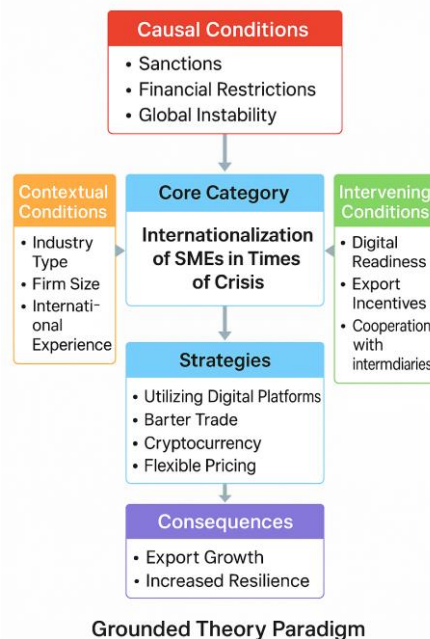 Causal Conditions
• Sanctions
• Financial Restrictions
• Global Instability
Contextual
Conditions
• Industry
Type
• Firm Size
• Internati-
onal
Experience
Core Category
Internationalization
of SMEs in Times
of Crisis
Intervening
Conditions
• Digital
Readiness
• Export
Incentives
• Cooperation
with
intermdiaries
Strategies
• Utilizing Digital Platforms
• Barter Trade
• Cryptocurrency
• Flexible Pricing
Consequences
• Export Growth
• Increased Resilience
Grounded Theory Paradigm